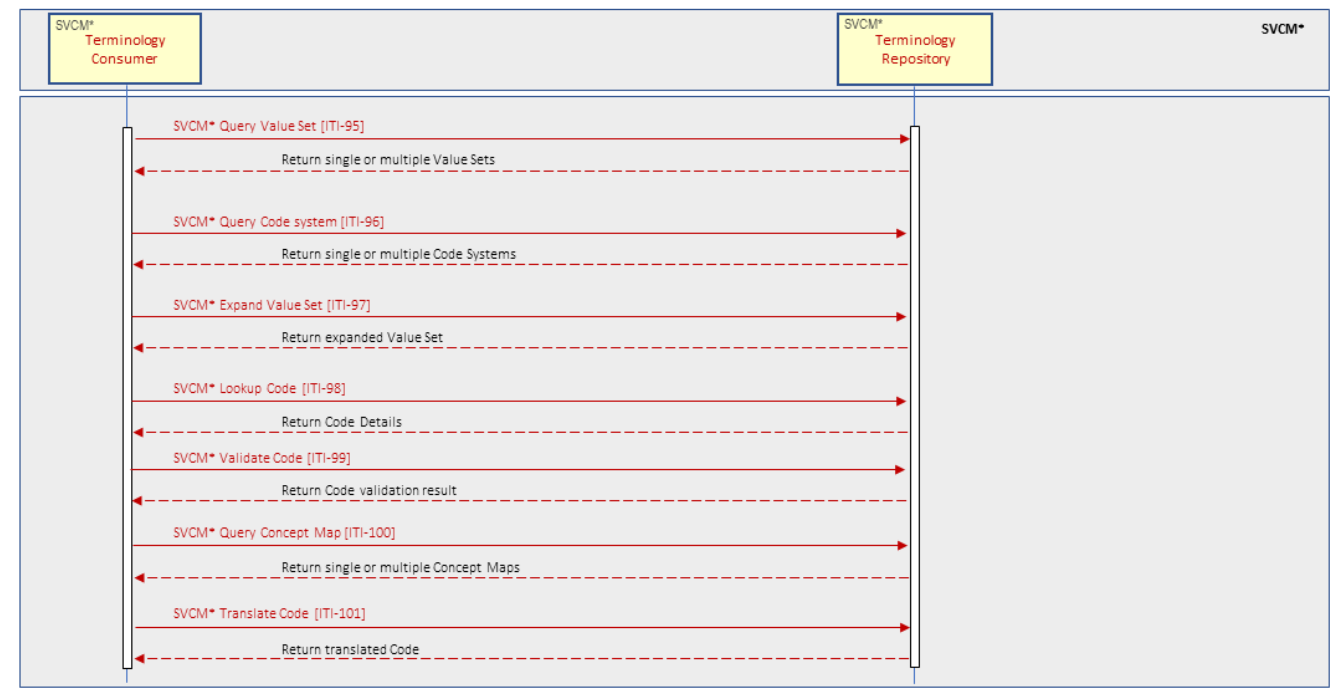 SVCM*
Terminology
Consumer
SVCM*
Terminology
Repository
SVCM*
SVCM* Query Value Set [ITI-95]
Return single or multiple Value Sets
SVCM* Query Code system [ITI-96]
Return single or multiple Code Systems
SVCM* Expand Value Set [ITI-97]
Return expanded Value Set
SVCM* Lookup Code [ITI-98]
Return Code Details
SVCM* Validate Code [ITI-99]
Return Code validation result
SVCM* Query Concept Map [ITI-100]
Return single or multiple Concept Maps
SVCM* Translate Code [ITI-101]
Return translated Code